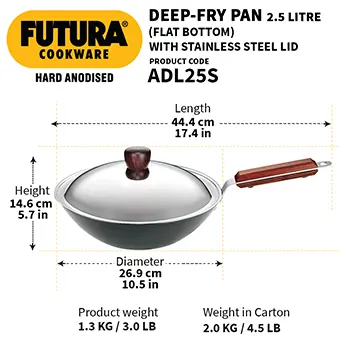 FUTURA
COOKWARE
HARD ANODISED
DEEP-FRY PAN 2.5 LITRE
(FLAT BOTTOM)
WITH STAINLESS STEEL LID
PRODUCT CODE
ADL25S
Length
44.4 cm
17.4 in
Height
14.6 cm
5.7 in
Diameter
26.9 cm
10.5 in
Product weight
1.3 KG / 3.0 LB
Weight in Carton
2.0 KG / 4.5 LB